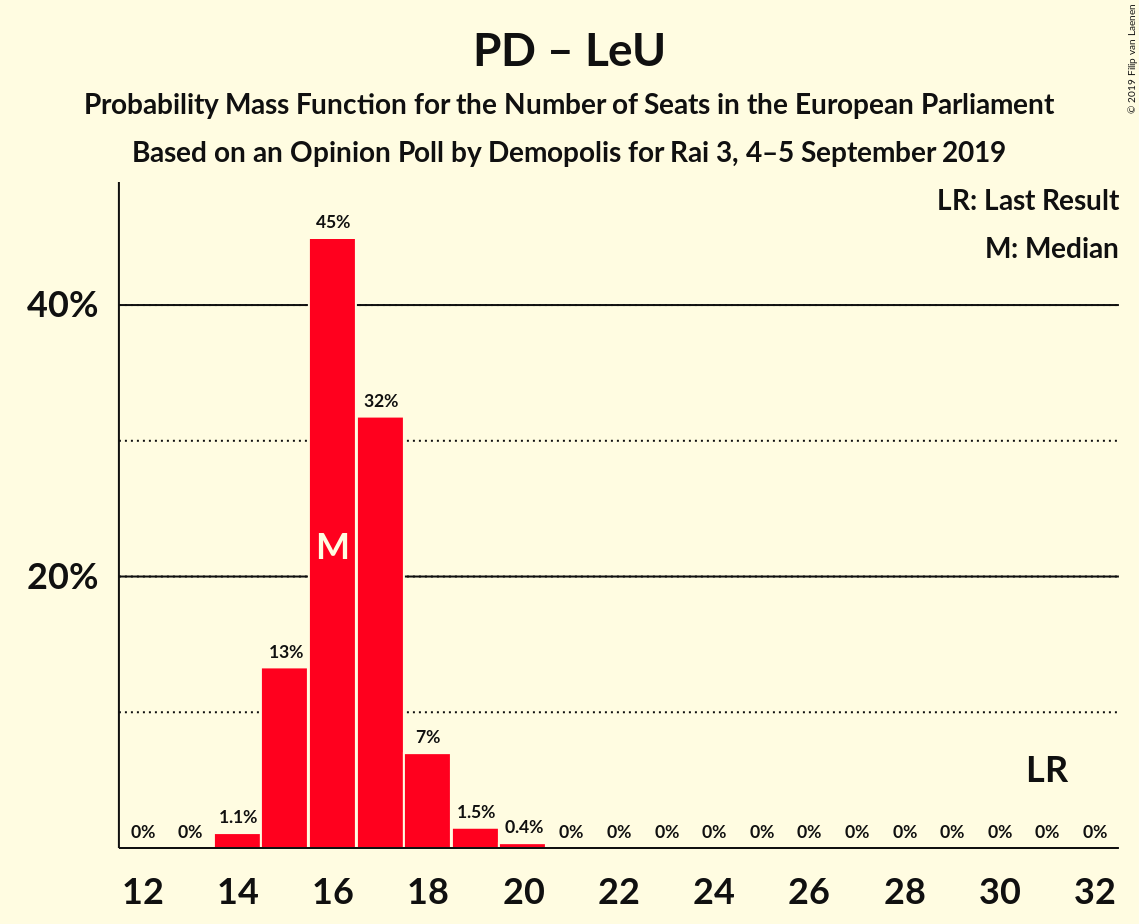 PD – LeU
Probability Mass Function for the Number of Seats in the European Parliament
Based on an Opinion Poll by Demopolis for Rai 3, 4–5 September 2019
© 2019 Filip van Laenen
LR: Last Result
M: Median
40%
20%
0% 0% 1.1% 13% 45% 32% 7% 1.5% 0.4% 0% 0% 0% 0% 0% 0% 0% 0% 0% 0% 0% 0%
M
LR
12 14 16 18 20 22 24 26 28 30 32